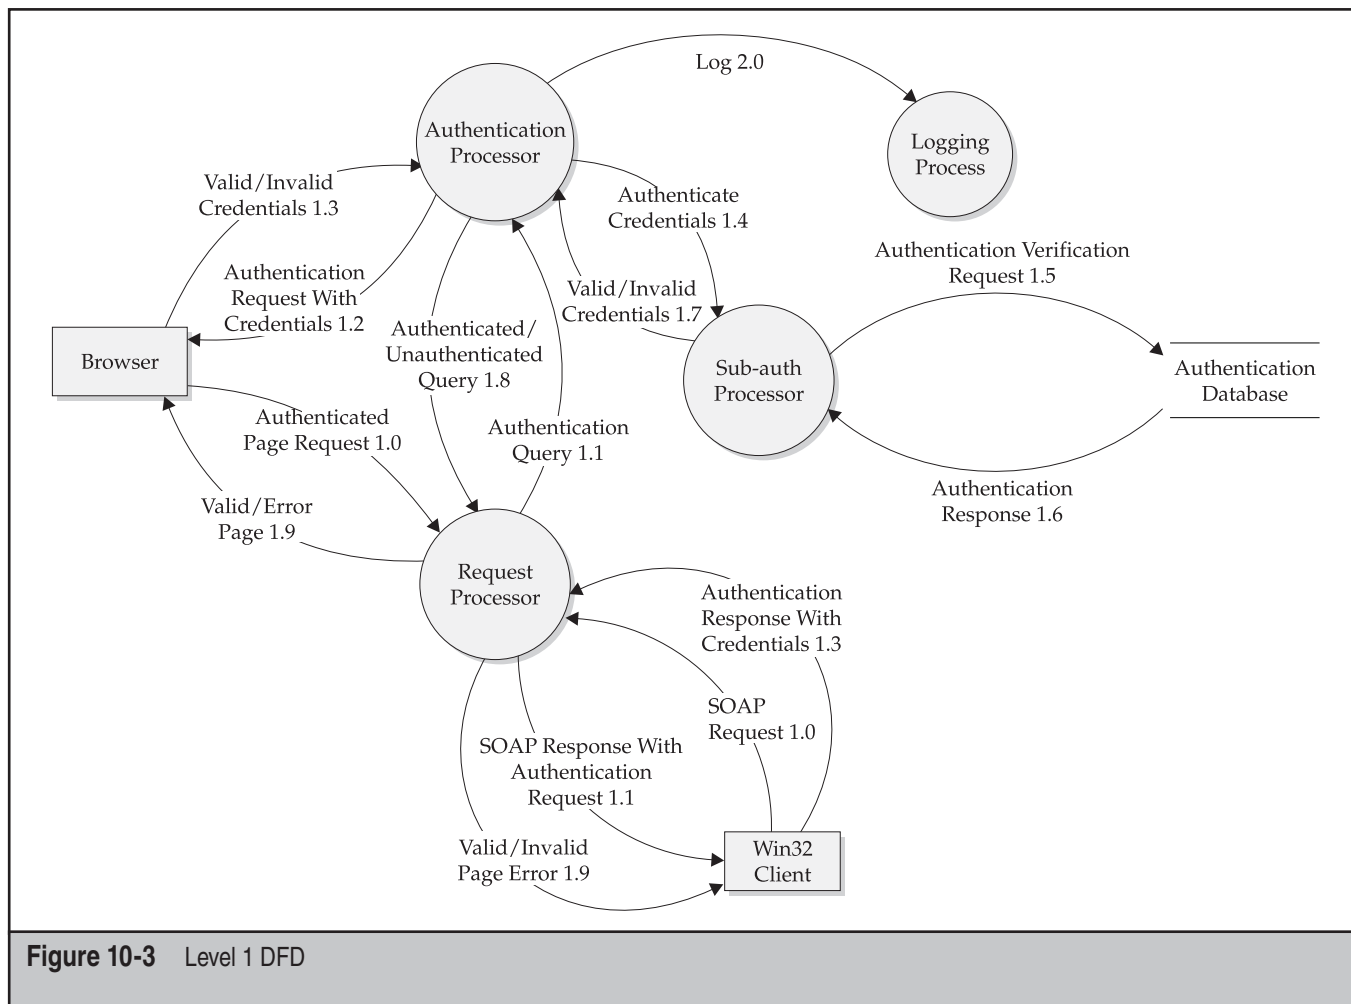 Log 2.0
Authentication
Processor
Logging
Process
Valid/Invalid
Credentials 1.3
Authenticate
Credentials 1.4
Authentication Verification
Request 1.5
Authentication
Request With
Credentials 1.2
Valid/Invalid
Credentials 1.7
Authenticated/
Unauthenticated
Query 1.8
Browser
Sub-auth
Processor
Authentication
Database
Authenticated
Page Request 1.0
Authentication
Query 1.1
Valid/Error
Page 1.9
Authentication
Response 1.6
Request
Processor
Authentication
Response With
Credentials 1.3
SOAP
Request 1.0
SOAP Response With
Authentication
Request 1.1
Valid/Invalid
Page Error 1.9
Win32
Client
Figure 10-3 Level 1 DFD